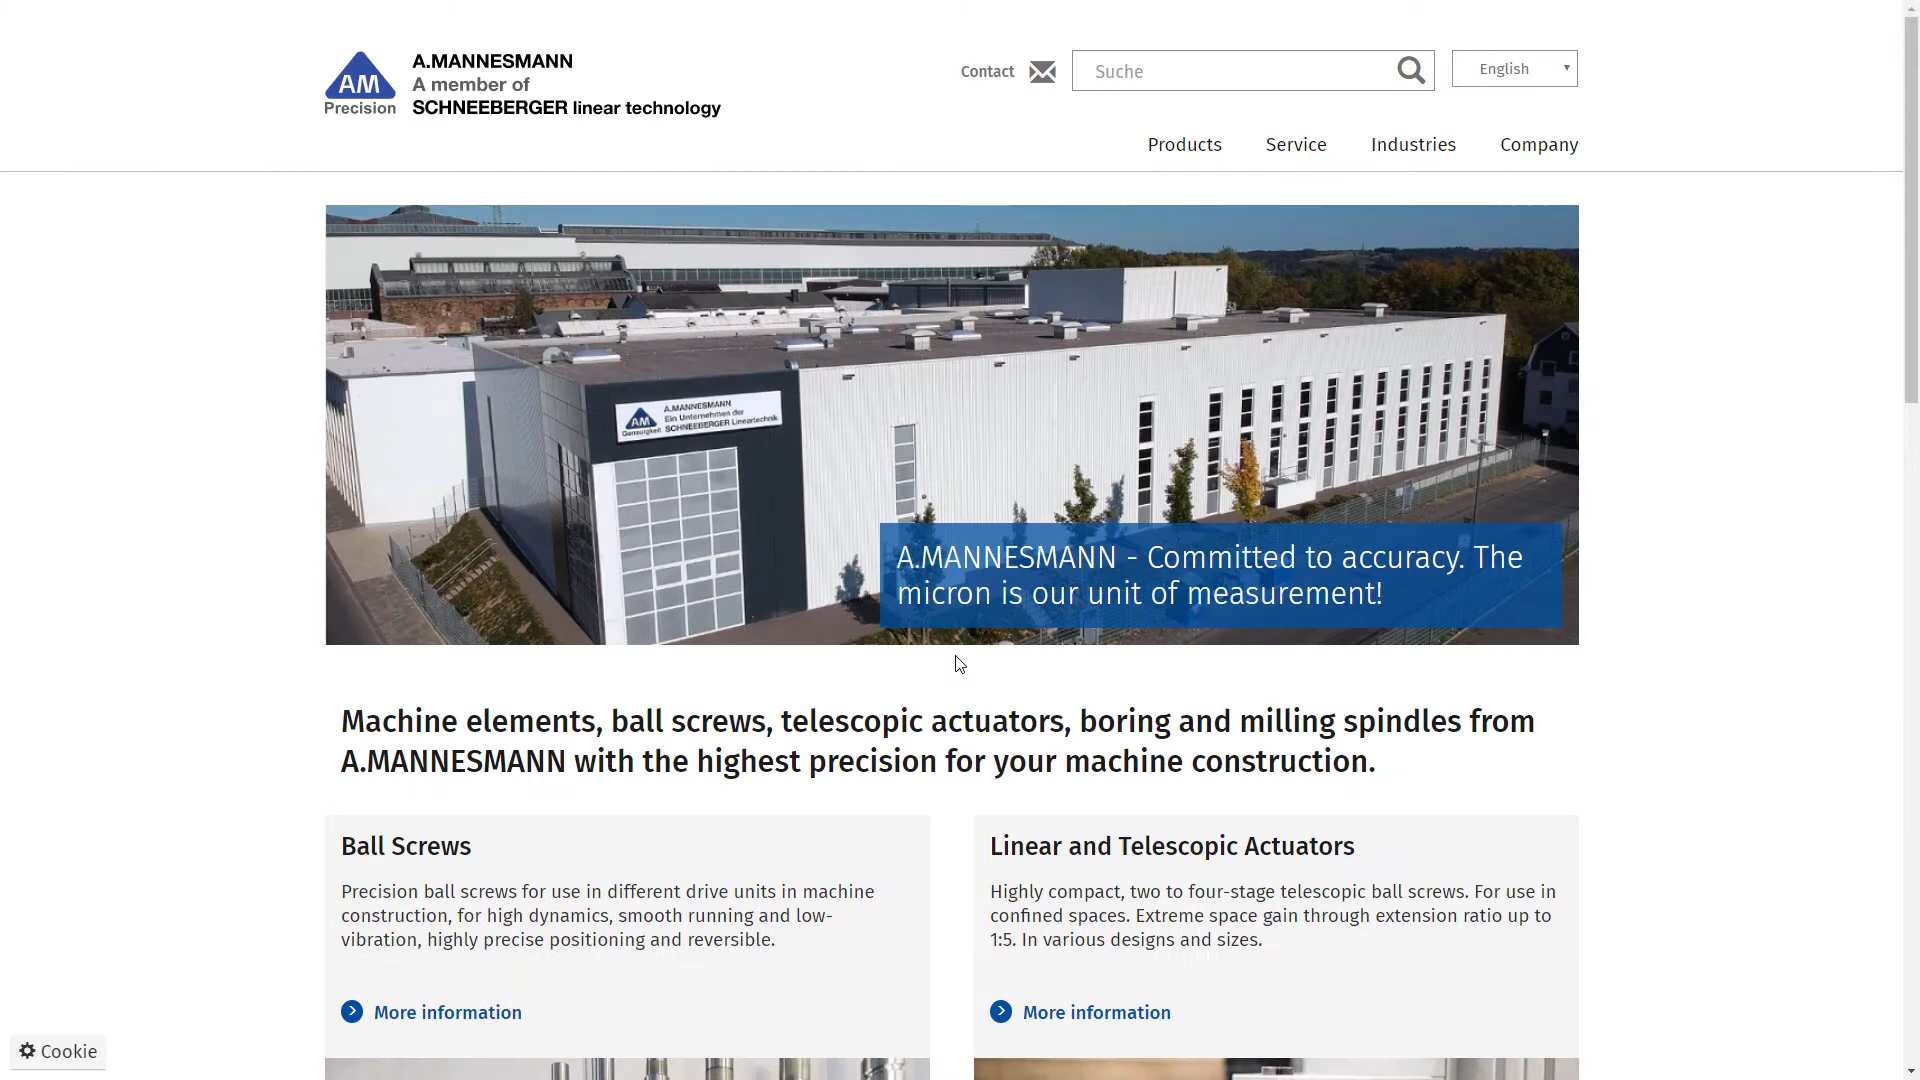 AM
Precision
A.MANNESMANN
A member of
SCHNEEBERGER linear technology
Contact
Suche
English
Products
Service
Industries
Company
AM
Genauigkeit
A.MANNESMANN
Ein Unternehmen der
SCHNEEBERGER Lineartechnik
A.MANNESMANN - Committed to accuracy. The
micron is our unit of measurement!
Machine elements, ball screws, telescopic actuators, boring and milling spindles from
A.MANNESMANN with the highest precision for your machine construction.
Ball Screws
Precision ball screws for use in different drive units in machine
construction, for high dynamics, smooth running and low-
vibration, highly precise positioning and reversible.
More information
Linear and Telescopic Actuators
Highly compact, two to four-stage telescopic ball screws. For use in
confined spaces. Extreme space gain through extension ratio up to
1:5. In various designs and sizes.
More information
Cookie